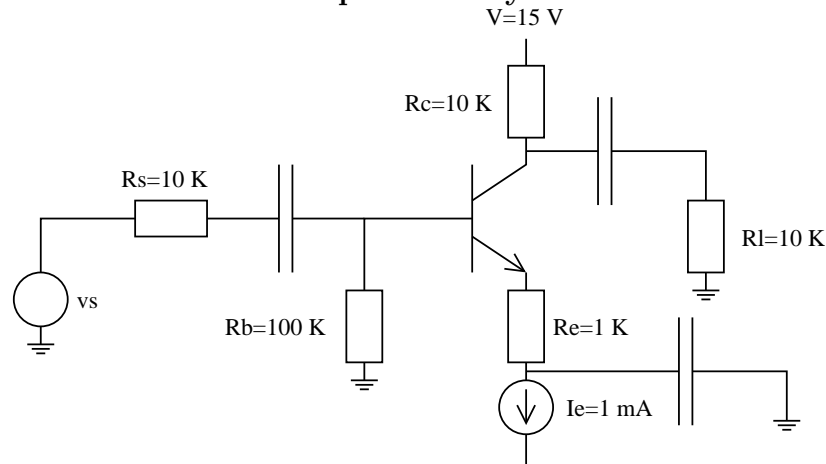 V=15 V
Rc=10 K
Rs=10 K
Rl=10 K
vs
Rb=100 K
Re=1 K
Ie=1 mA